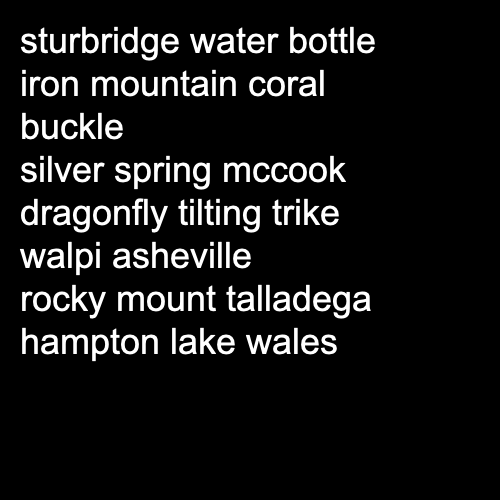 sturbridge water bottle
iron mountain coral
buckle
silver spring mccook
dragonfly tilting trike
walpi asheville
rocky mount talladega
hampton lake wales